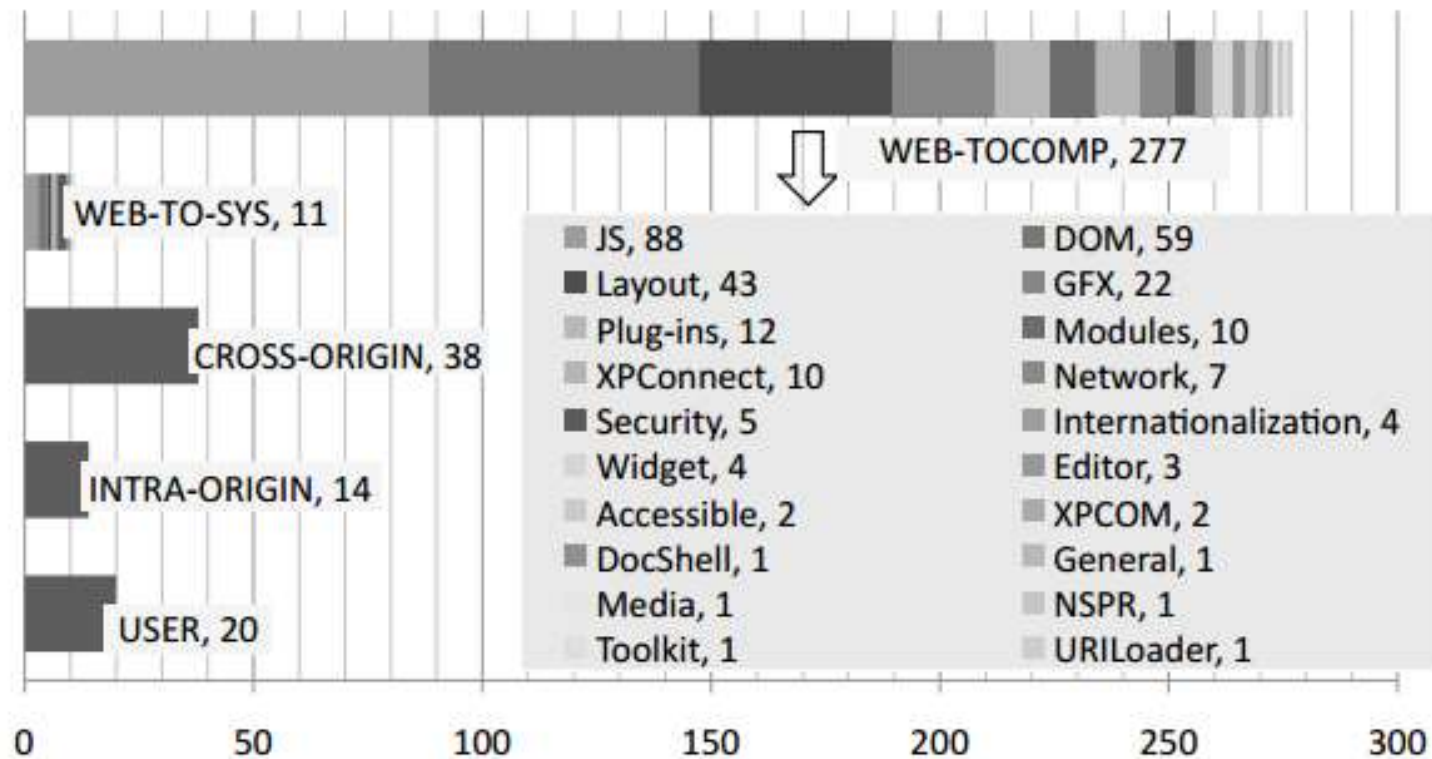 WEB-TOCOMP, 277
WEB-TO-SYS, 11
JS, 88
DOM, 59
Layout, 43
GFX, 22
Plug-ins, 12
Modules, 10
CROSS-ORIGIN, 38
XPConnect, 10
Network, 7
Security, 5
Internationalization, 4
Widget, 4
Editor, 3
INTRA-ORIGIN, 14
Accessible, 2
XPCOM, 2
DocShell, 1
General, 1
Media, 1
NSPR, 1
USER, 20
Toolkit, 1
URILoader, 1
0 50 100 150 200 250 300